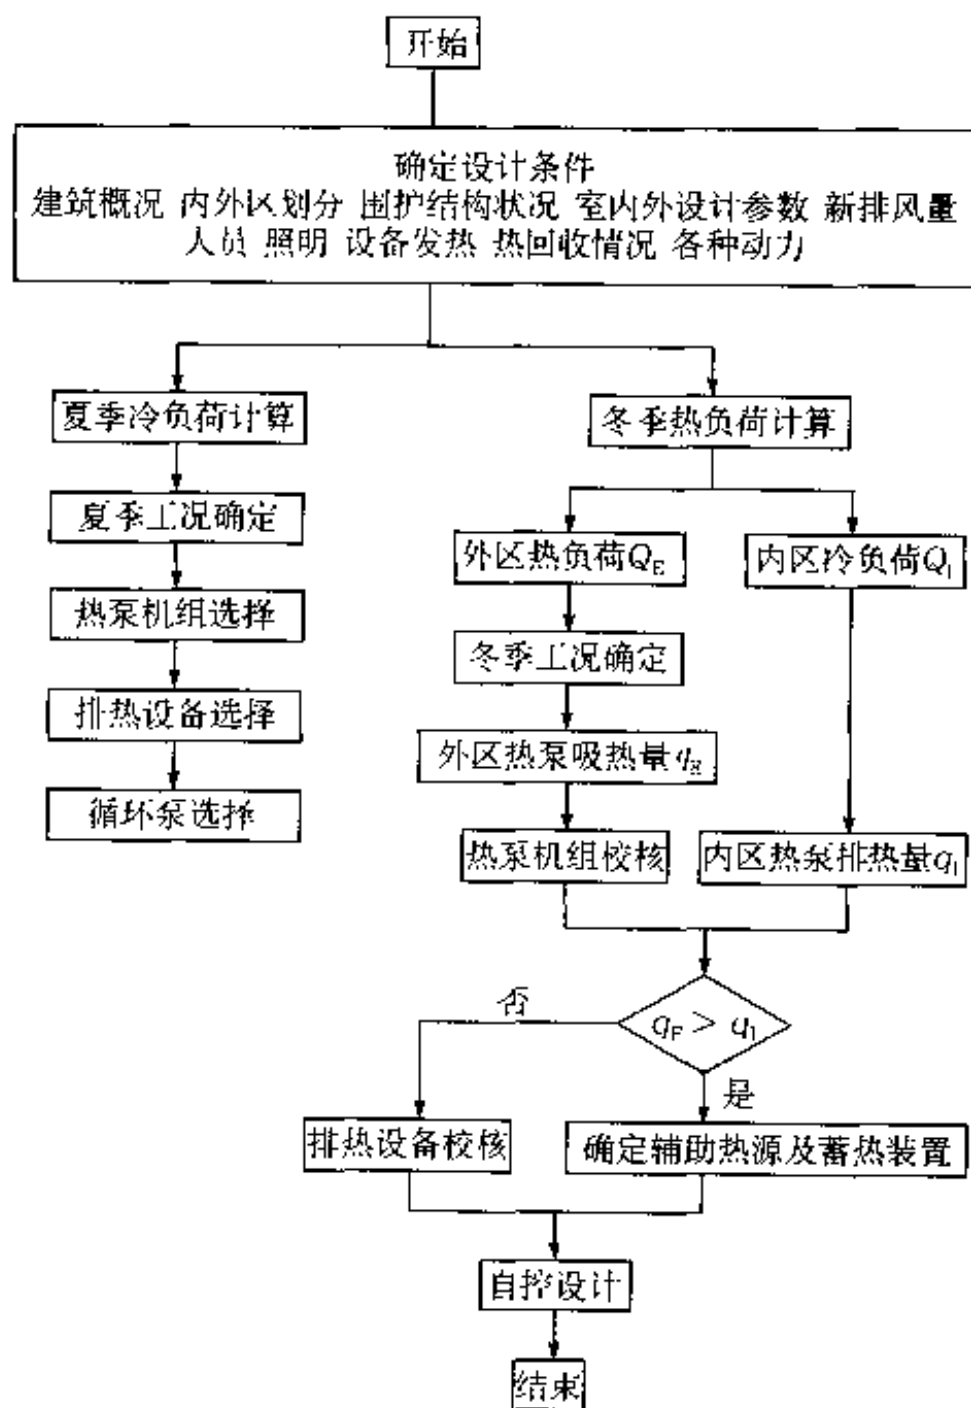 开始
确定设计条件
建筑概况 内外区划分 围护结构状况 室内外设计参数 新排风量
人员 照明 设备发热 热回收情况 各种动力
夏季冷负荷计算
夏季工况确定
热泵机组选择
排热设备选择
循环泵选择
冬季热负荷计算
外区热负荷Q_E
内区冷负荷Q_I
冬季工况确定
外区热泵吸热量q_E
热泵机组校核
内区热泵排热量q_I
q_E > q_I
否
是
排热设备校核
确定辅助热源及蓄热装置
自控设计
结束